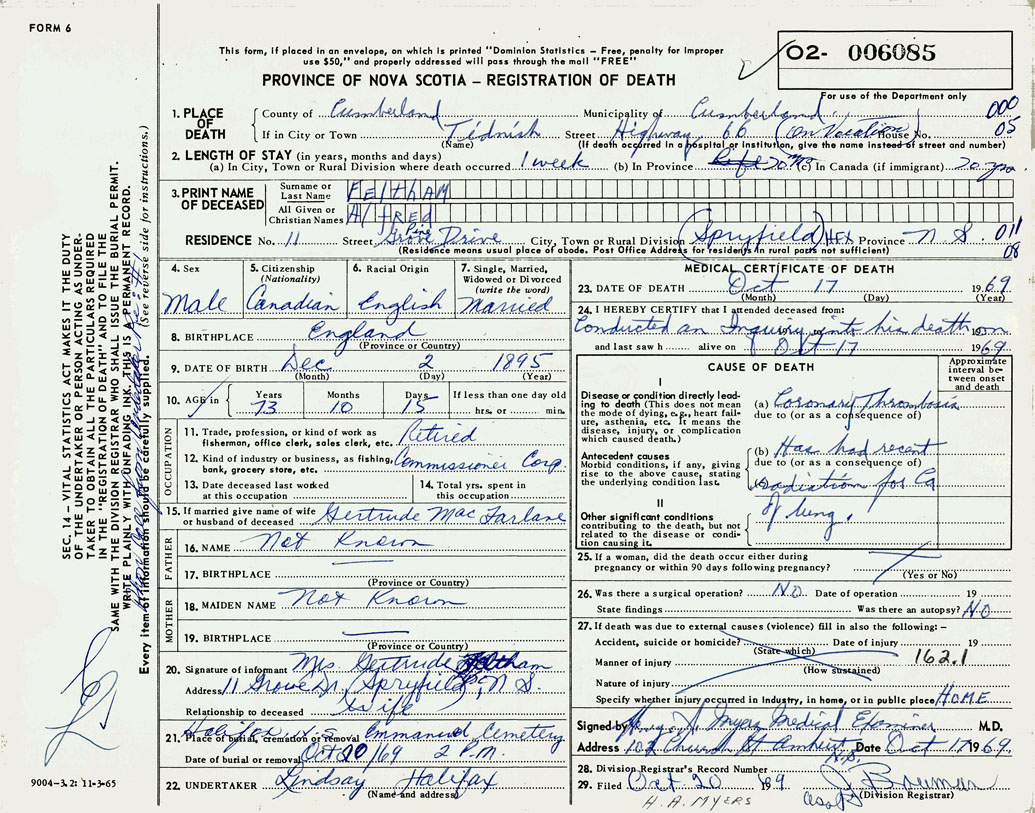 FORM 6
This form, if placed in an envelope, on which is printed "Dominion Statistics – Free, penalty for improper
use $50," and properly addressed will pass through the mail "FREE"
O2- 006085
PROVINCE OF NOVA SCOTIA – REGISTRATION OF DEATH
For use of the Department only
1. PLACE OF DEATH
County of Cumberland Municipality of Cumberland 000
If in City or Town Tidnish Street Highway 66 (On Vacation) House No. 05
(Name) (If death occurred in a hospital or institution, give the name instead of street and number)
2. LENGTH OF STAY (in years, months and days)
(a) In City, Town or Rural Division where death occurred 1 week (b) In Province Life 20 yrs (c) In Canada (if immigrant) 20 yrs
3. PRINT NAME OF DECEASED
Surname or Last Name FELTHAM
All Given or Christian Names AlfREd
RESIDENCE No. 11 Street Pine Grove Drive City, Town or Rural Division (Spryfield) HFX Province N.S. 011
(Residence means usual place of abode. Post Office Address for residents in rural parts not sufficient) 08
4. Sex Male
5. Citizenship (Nationality) Canadian
6. Racial Origin English
7. Single, Married, Widowed or Divorced (write the word) Married
8. BIRTHPLACE England
(Province or Country)
9. DATE OF BIRTH Dec 2 1895
(Month) (Day) (Year)
10. AGE in Years 73 Months 10 Days 15 If less than one day old hrs. or min.
OCCUPATION
11. Trade, profession, or kind of work as fisherman, office clerk, sales clerk, etc. Retired
12. Kind of industry or business, as fishing, bank, grocery store, etc. Commissioner Corp.
13. Date deceased last worked at this occupation
14. Total yrs. spent in this occupation
15. If married give name of wife or husband of deceased Gertrude MacFarlane
FATHER
16. NAME Not Known
17. BIRTHPLACE
(Province or Country)
MOTHER
18. MAIDEN NAME Not Known
19. BIRTHPLACE
(Province or Country)
20. Signature of informant Mrs Gertrude Feltham
Address 11 Grove Dr, Spryfield, N.S.
Relationship to deceased Wife
21. Place of burial, cremation or removal Halifax N.S. Emmanuel Cemetery
Date of burial or removal Oct 20/69 2 P.M.
22. UNDERTAKER Lindsay Halifax
(Name and address)
MEDICAL CERTIFICATE OF DEATH
23. DATE OF DEATH Oct 17 1969
(Month) (Day) (Year)
24. I HEREBY CERTIFY that I attended deceased from:
Conducted an Inquiry into his death on
and last saw h alive on Oct 17 1969
CAUSE OF DEATH
Approximate interval between onset and death
I
Disease or condition directly leading to death (This does not mean the mode of dying, e.g., heart failure, asthenia, etc. It means the disease, injury, or complication which caused death.)
(a) Coronary Thrombosis
due to (or as a consequence of)
Antecedent causes
Morbid conditions, if any, giving rise to the above cause, stating the underlying condition last.
(b) Has had recent
due to (or as a consequence of)
(c) radiation for Ca
II
Other significant conditions
contributing to the death, but not related to the disease or condition causing it.
of lung.
25. If a woman, did the death occur either during pregnancy or within 90 days following pregnancy?
(Yes or No)
26. Was there a surgical operation? No. Date of operation 19
State findings Was there an autopsy? No
27. If death was due to external causes (violence) fill in also the following:–
Accident, suicide or homicide? Date of injury 19
(State which)
Manner of injury 162.1
(How sustained)
Nature of injury
Specify whether injury occurred in industry, in home, or in public place HOME
Signed by Myers Medical Examiner M.D.
Address 102 Church St Amherst N.S. Date Oct 17 1969.
28. Division Registrar's Record Number
29. Filed Oct 20 1969
(Division Registrar)
H. A. MYERS
SEC. 14 – VITAL STATISTICS ACT MAKES IT THE DUTY
OF THE UNDERTAKER OR PERSON ACTING AS UNDER-
TAKER TO OBTAIN ALL THE PARTICULARS REQUIRED
IN THE "REGISTRATION OF DEATH" AND TO FILE THE
SAME WITH THE DIVISION REGISTRAR WHO SHALL ISSUE THE BURIAL PERMIT.
WRITE PLAINLY WITH UNFADING INK. THIS IS A PERMANENT RECORD.
Every item of information should be carefully supplied. (See reverse side for instructions.)
9004–3.2: 11-3-65